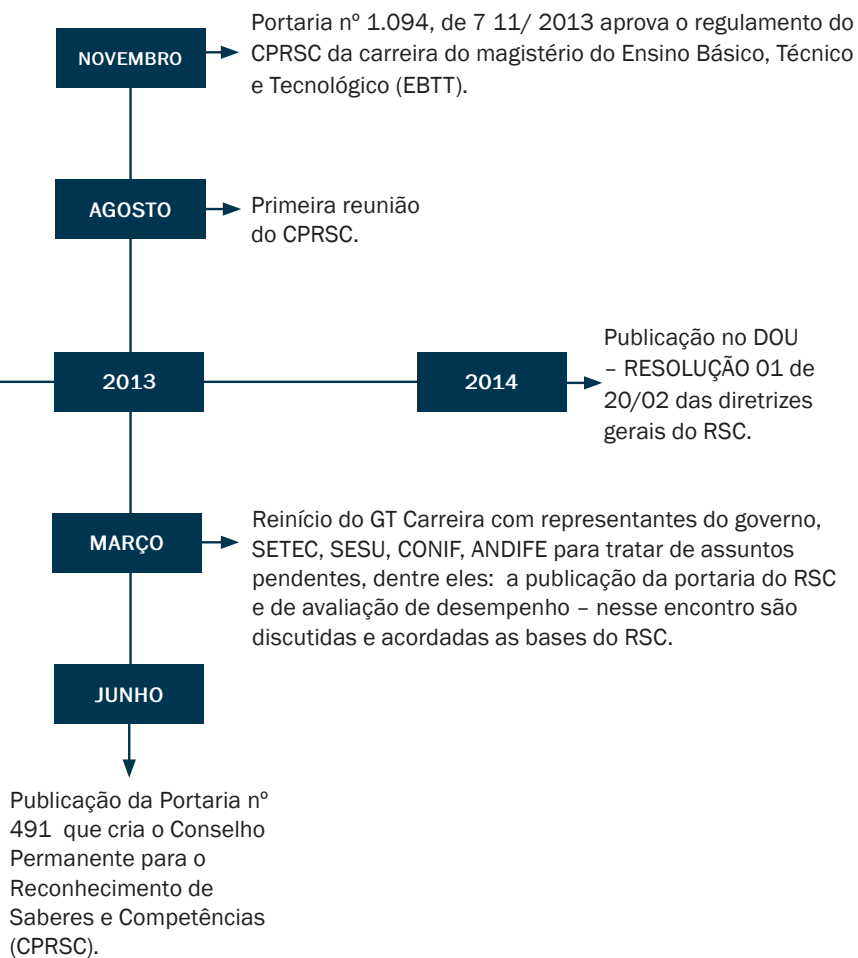 NOVEMBRO
Portaria nº 1.094, de 7 11/ 2013 aprova o regulamento do
CPRSC da carreira do magistério do Ensino Básico, Técnico
e Tecnológico (EBTT).
AGOSTO
Primeira reunião
do CPRSC.
2013
2014
Publicação no DOU
– RESOLUÇÃO 01 de
20/02 das diretrizes
gerais do RSC.
MARÇO
Reinício do GT Carreira com representantes do governo,
SETEC, SESU, CONIF, ANDIFE para tratar de assuntos
pendentes, dentre eles: a publicação da portaria do RSC
e de avaliação de desempenho – nesse encontro são
discutidas e acordadas as bases do RSC.
JUNHO
Publicação da Portaria nº
491 que cria o Conselho
Permanente para o
Reconhecimento de
Saberes e Competências
(CPRSC).